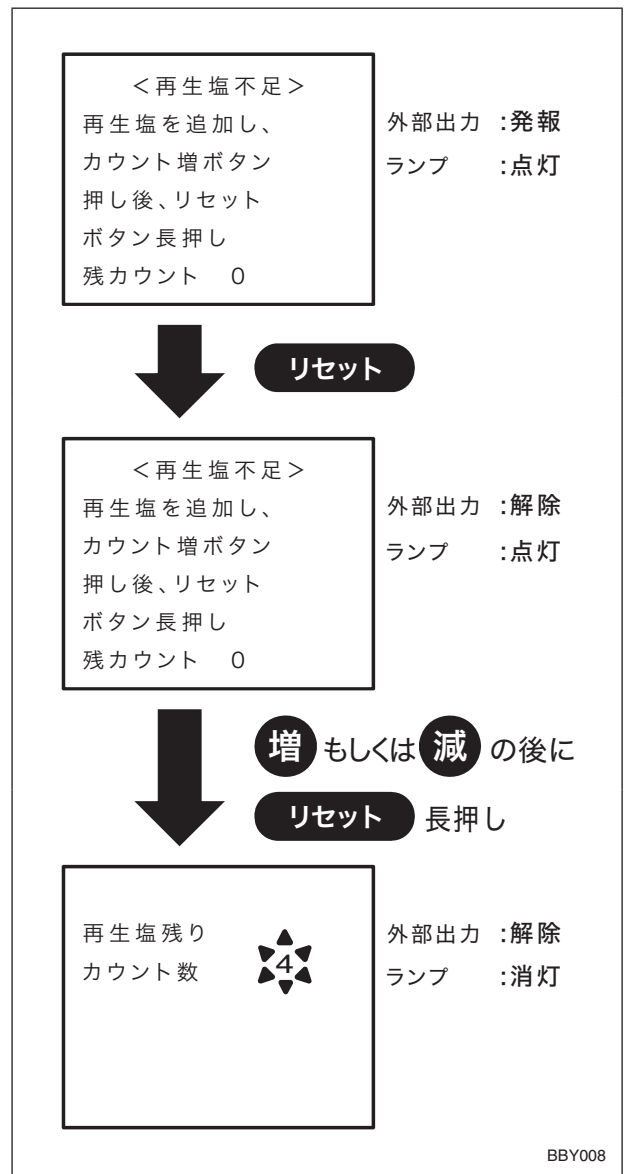 ＜再生塩不足＞
再生塩を追加し、
カウント増ボタン
押し後、リセット
ボタン長押し
残カウント　0
外部出力　：発報
ランプ　：点灯
リセット
＜再生塩不足＞
再生塩を追加し、
カウント増ボタン
押し後、リセット
ボタン長押し
残カウント　0
外部出力　：解除
ランプ　：点灯
増 もしくは 減 の後に
リセット 長押し
再生塩残り
カウント数　4
外部出力　：解除
ランプ　：消灯
BBY008